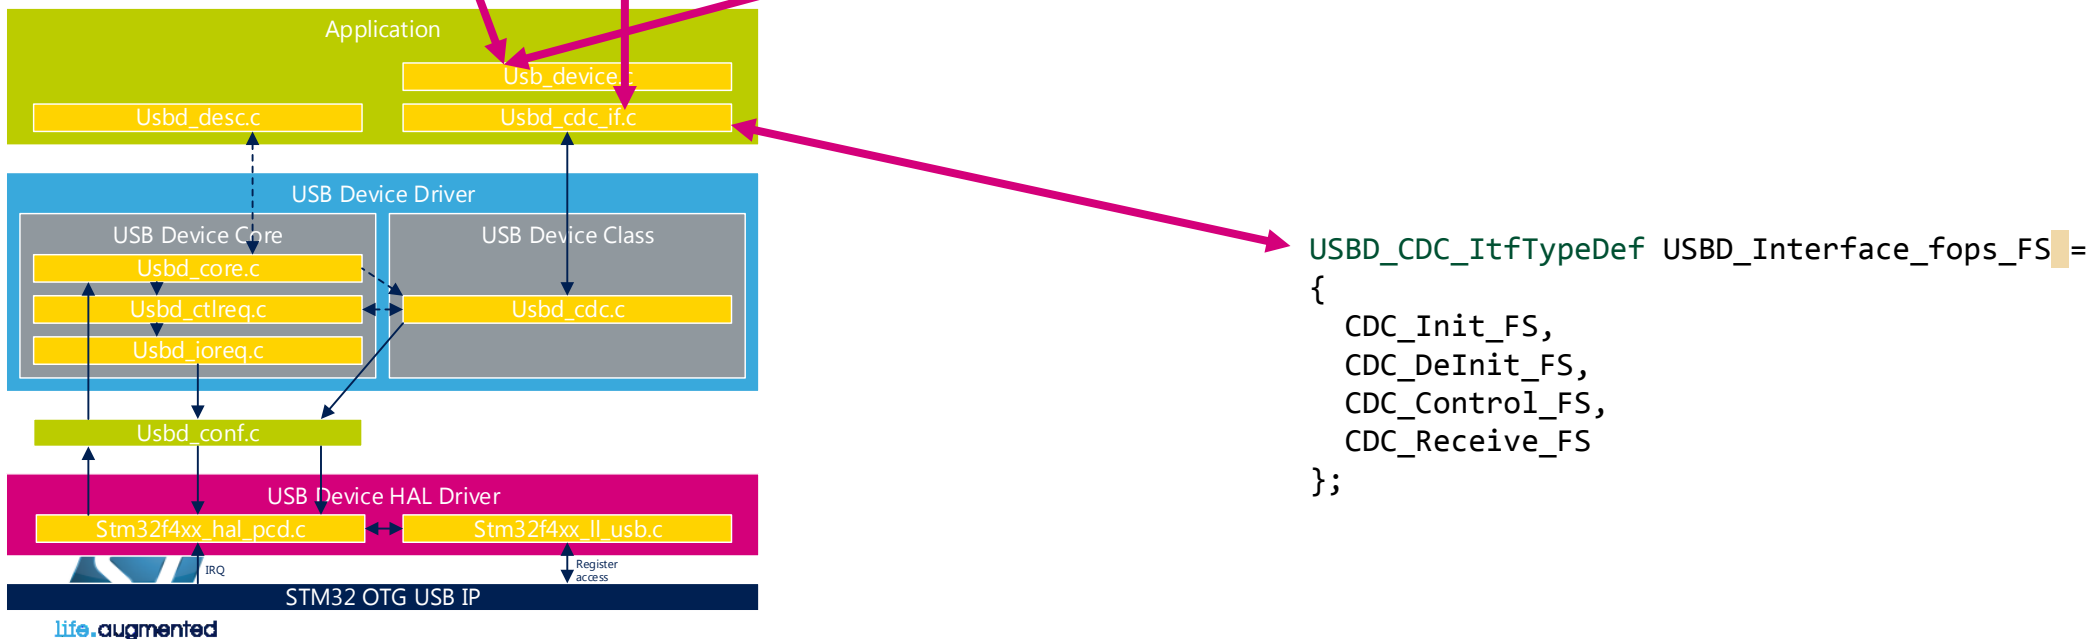 Application
Usb_device.c
Usbd_desc.c
Usbd_cdc_if.c
USB Device Driver
USB Device Core
USB Device Class
Usbd_core.c
Usbd_ctlreq.c
Usbd_cdc.c
Usbd_ioreq.c
Usbd_conf.c
USB Device HAL Driver
Stm32f4xx_hal_pcd.c
Stm32f4xx_ll_usb.c
IRQ
Register
access
STM32 OTG USB IP
life.augmented
USBD_CDC_ItfTypeDef USBD_Interface_fops_FS =
{
CDC_Init_FS,
CDC_DeInit_FS,
CDC_Control_FS,
CDC_Receive_FS
};